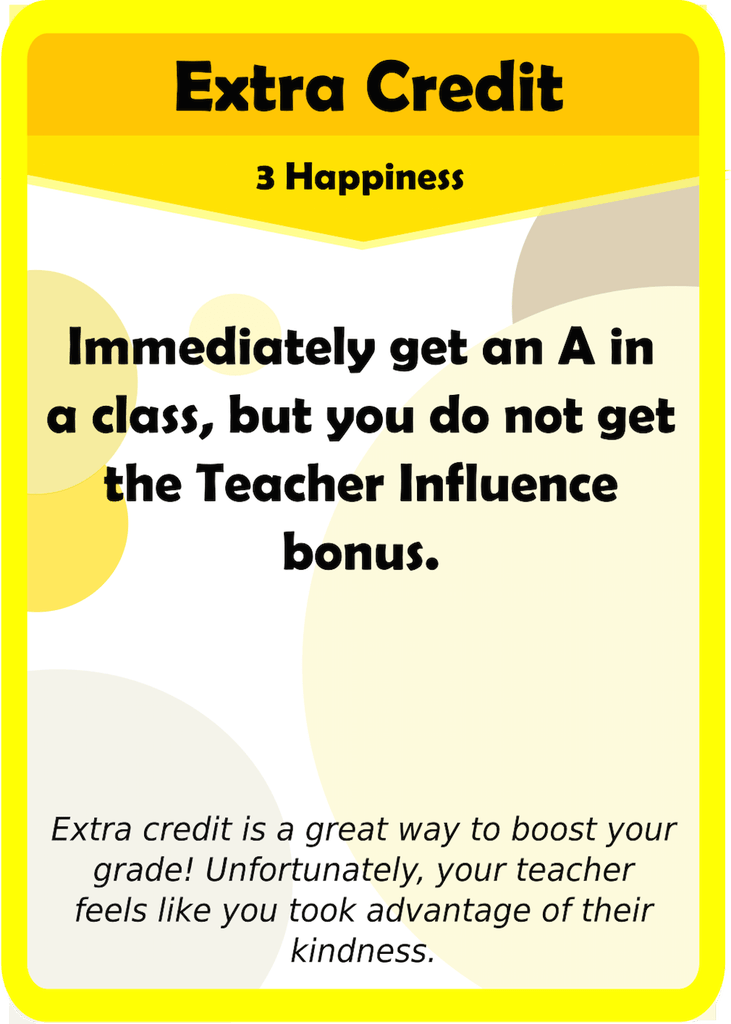 Extra Credit
3 Happiness
Immediately get an A in
a class, but you do not get
the Teacher Influence
bonus.
Extra credit is a great way to boost your
grade! Unfortunately, your teacher
feels like you took advantage of their
kindness.